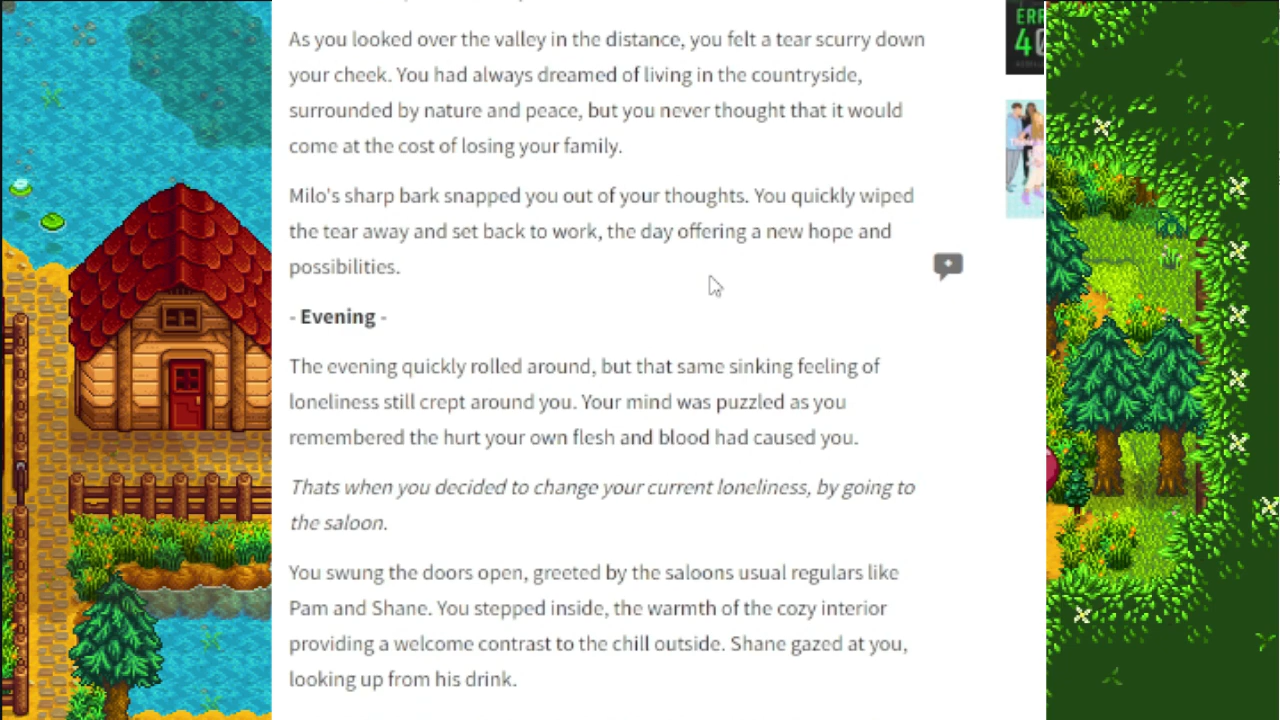 As you looked over the valley in the distance, you felt a tear scurry down
your cheek. You had always dreamed of living in the countryside,
surrounded by nature and peace, but you never thought that it would
come at the cost of losing your family.
Milo's sharp bark snapped you out of your thoughts. You quickly wiped
the tear away and set back to work, the day offering a new hope and
possibilities.
- Evening -
The evening quickly rolled around, but that same sinking feeling of
loneliness still crept around you. Your mind was puzzled as you
remembered the hurt your own flesh and blood had caused you.
Thats when you decided to change your current loneliness, by going to
the saloon.
You swung the doors open, greeted by the saloons usual regulars like
Pam and Shane. You stepped inside, the warmth of the cozy interior
providing a welcome contrast to the chill outside. Shane gazed at you,
looking up from his drink.